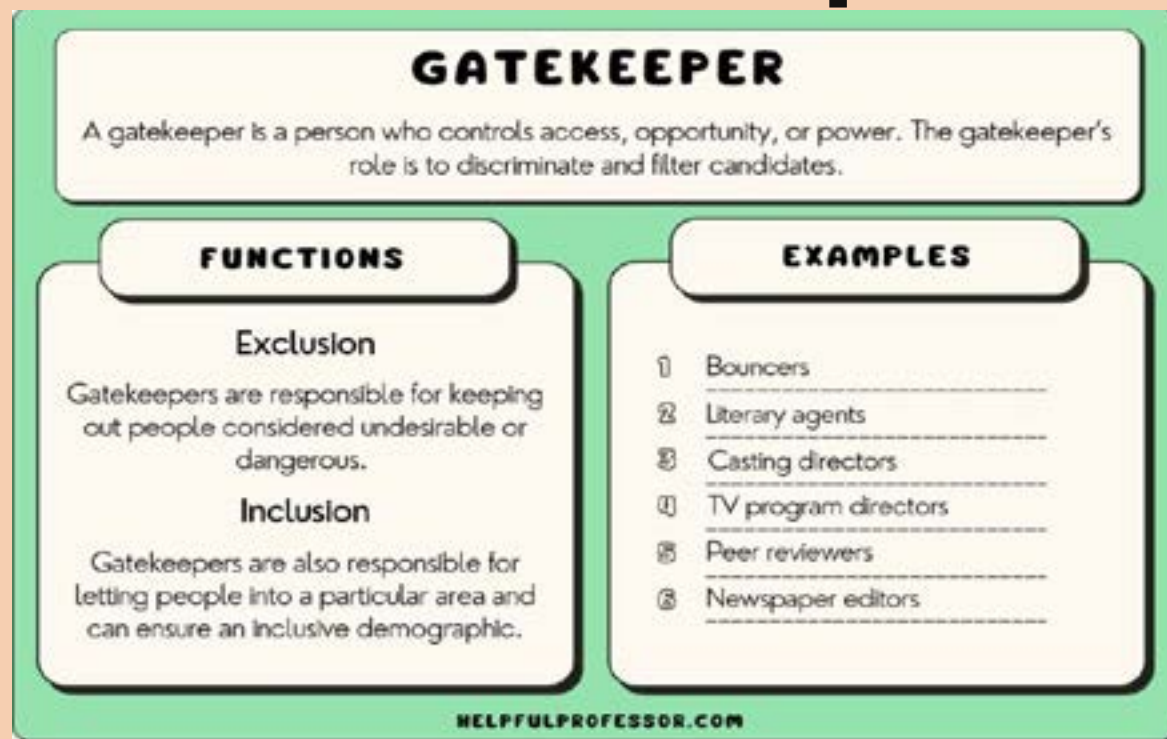 GATEKEEPER
A gatekeeper is a person who controls access, opportunity, or power. The gatekeeper's
role is to discriminate and filter candidates.
FUNCTIONS
Exclusion
Gatekeepers are responsible for keeping
out people considered undesirable or
dangerous.
Inclusion
Gatekeepers are also responsible for
letting people into a particular area and
can ensure an inclusive demographic.
EXAMPLES
1 Bouncers
2 Literary agents
3 Casting directors
4 TV program directors
5 Peer reviewers
6 Newspaper editors
HELPFULPROFESSOR.COM